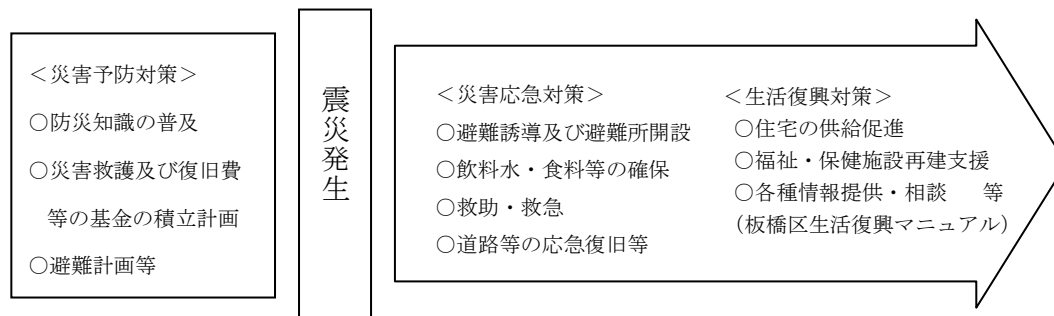 ＜災害予防対策＞
○防災知識の普及
○災害救護及び復旧費
等の基金の積立計画
○避難計画等
震災発生
＜災害応急対策＞
○避難誘導及び避難所開設
○飲料水・食料等の確保
○救助・救急
○道路等の応急復旧等
＜生活復興対策＞
○住宅の供給促進
○福祉・保健施設再建支援
○各種情報提供・相談　等
（板橋区生活復興マニュアル）